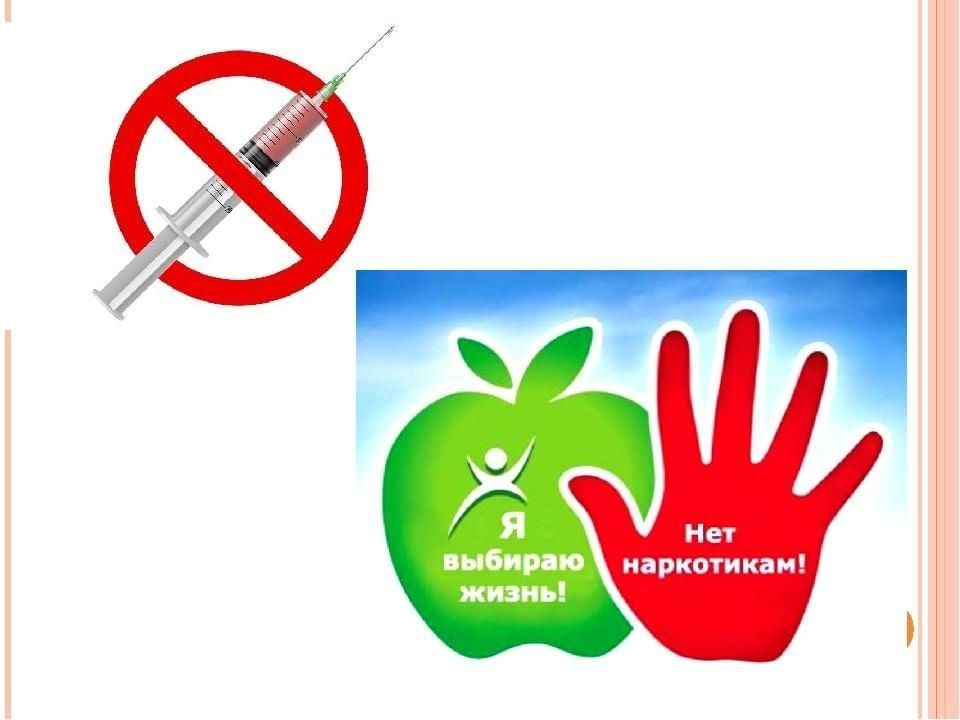 Я
выбираю
жизнь!
Нет
наркотикам!